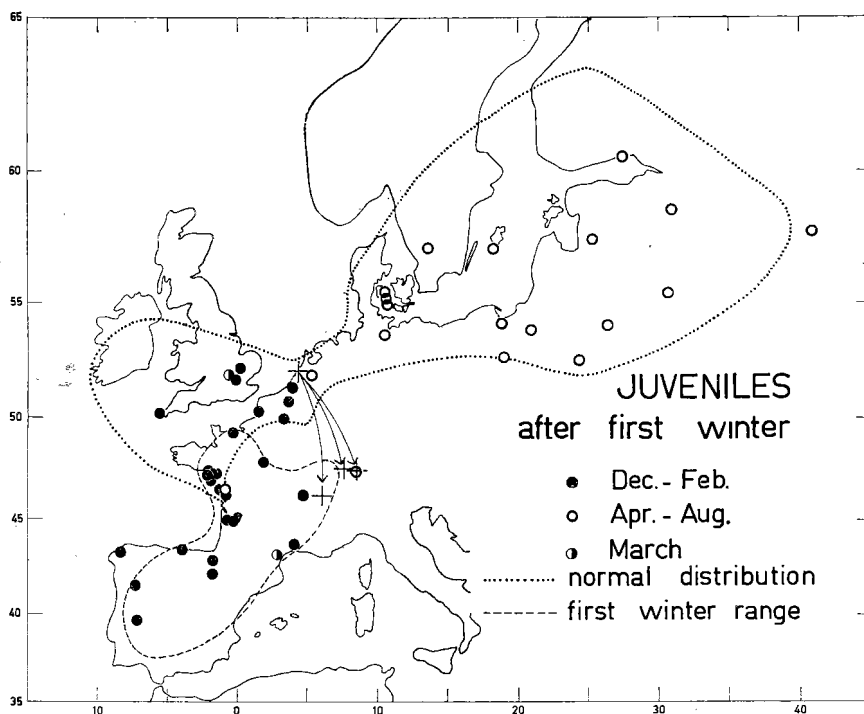 65
60
55
50
45
40
35
10
0
10
20
30
40
JUVENILES
after first winter
Dec.- Feb.
Apr. - Aug.
March
normal distribution
first winter range